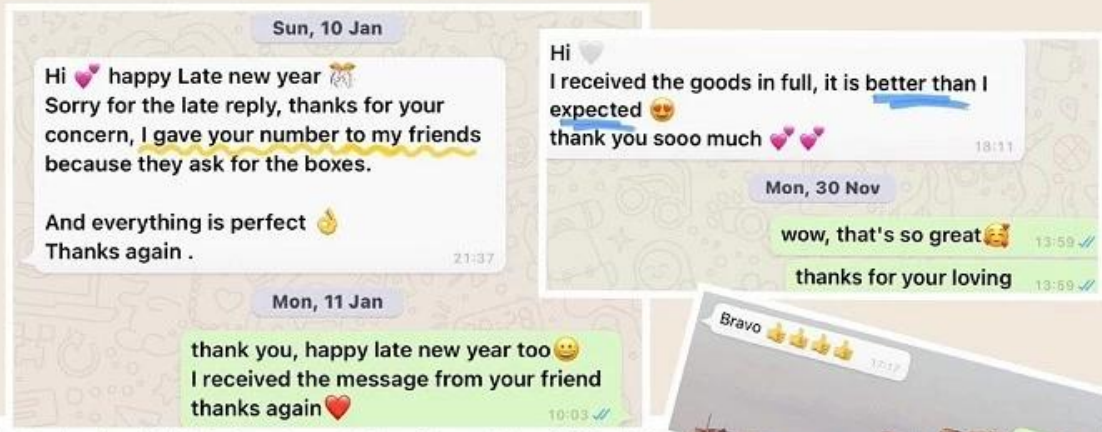 Sun, 10 Jan
Hi 💕 happy Late new year 🎊
Sorry for the late reply, thanks for your
concern, I gave your number to my friends
because they ask for the boxes.
And everything is perfect 👌
Thanks again .
21:37
Mon, 11 Jan
thank you, happy late new year too😀
I received the message from your friend
thanks again❤️
10:03
Hi 🤍
I received the goods in full, it is better than I
expected 😍
thank you sooo much 💕 💕
18:11
Mon, 30 Nov
wow, that's so great🥰
13:59
thanks for your loving
13:59
Bravo 👍👍👍👍
17:17